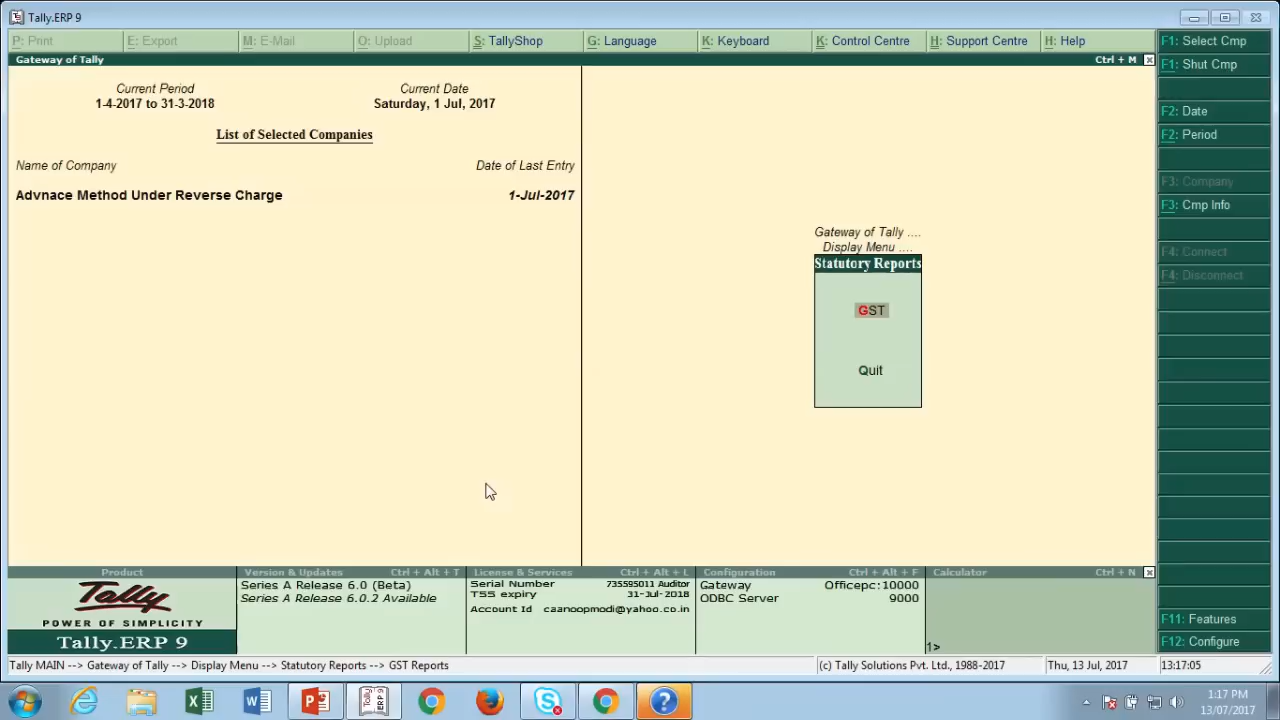 Tally.ERP 9
P: Print
E: Export
M: E-Mail
O: Upload
S: TallyShop
G: Language
K: Keyboard
K: Control Centre
H: Support Centre
H: Help
Gateway of Tally
Ctrl + M
Current Period
Current Date
1-4-2017 to 31-3-2018
Saturday, 1 Jul, 2017
List of Selected Companies
Name of Company
Date of Last Entry
Advnace Method Under Reverse Charge
1-Jul-2017
Gateway of Tally ....
Display Menu ....
Statutory Reports
GST
Quit
F1: Select Cmp
F1: Shut Cmp
F2: Date
F2: Period
F3: Company
F3: Cmp Info
F4: Connect
F4: Disconnect
F11: Features
F12: Configure
Product
Tally
POWER OF SIMPLICITY
Tally.ERP 9
Version & Updates Ctrl + Alt + T
Series A Release 6.0 (Beta)
Series A Release 6.0.2 Available
License & Services Ctrl + Alt + L
Serial Number 735595011 Auditor
TSS expiry 31-Jul-2018
Account Id caanoopmodi@yahoo.co.in
Configuration Ctrl + Alt + F
Gateway Officepc:10000
ODBC Server 9000
Calculator Ctrl + N
1>
Tally MAIN --> Gateway of Tally --> Display Menu --> Statutory Reports --> GST Reports
(c) Tally Solutions Pvt. Ltd., 1988-2017
Thu, 13 Jul, 2017
13:17:05
1:17 PM
13/07/2017